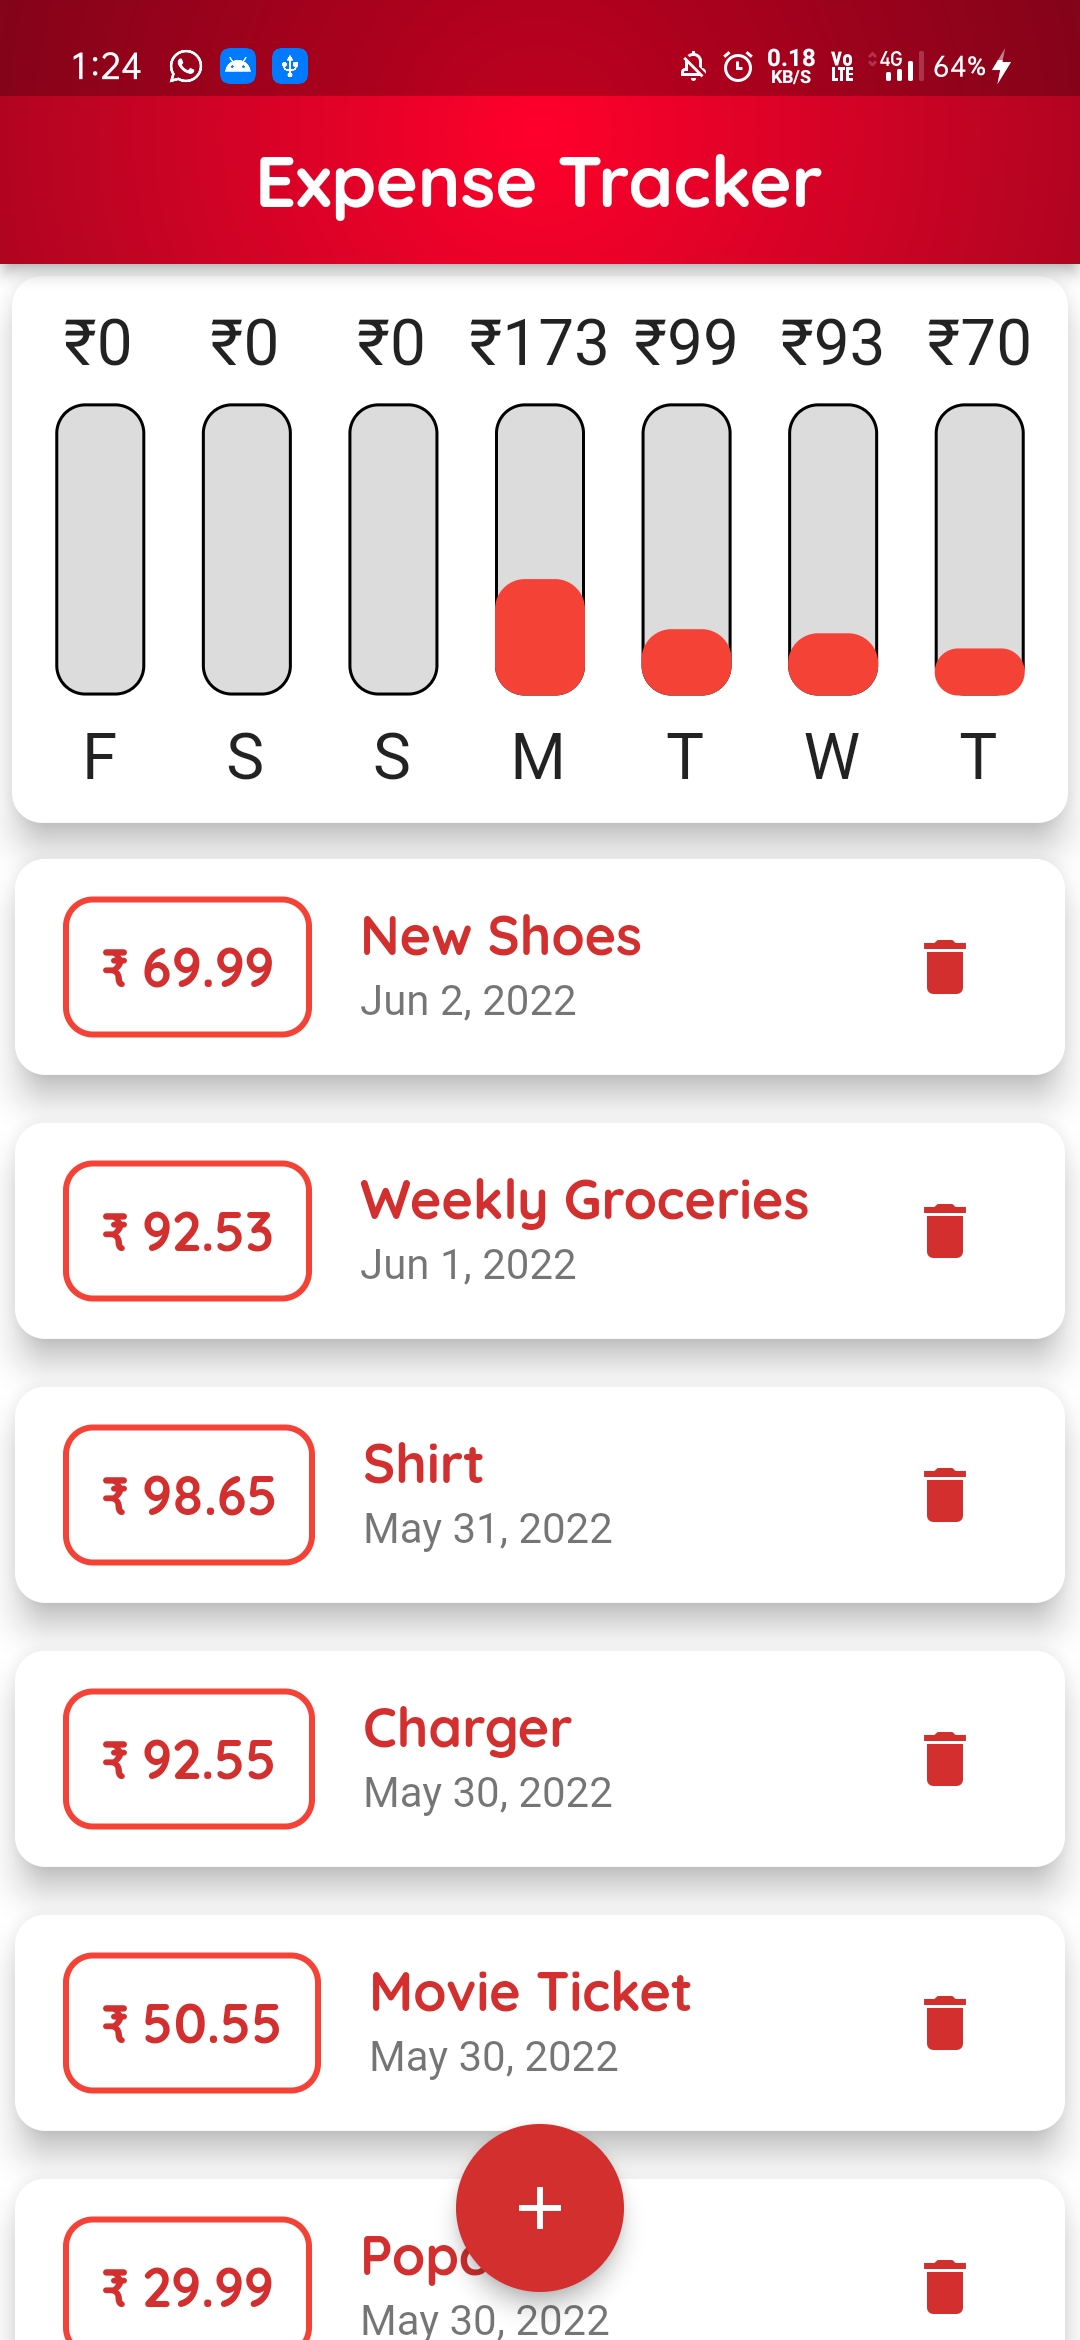 1:24 0.18 KB/S Vo LTE 4G 64%
Expense Tracker
₹0 ₹0 ₹0 ₹173 ₹99 ₹93 ₹70
F S S M T W T
₹ 69.99
New Shoes
Jun 2, 2022
₹ 92.53
Weekly Groceries
Jun 1, 2022
₹ 98.65
Shirt
May 31, 2022
₹ 92.55
Charger
May 30, 2022
₹ 50.55
Movie Ticket
May 30, 2022
₹ 29.99
May 30, 2022